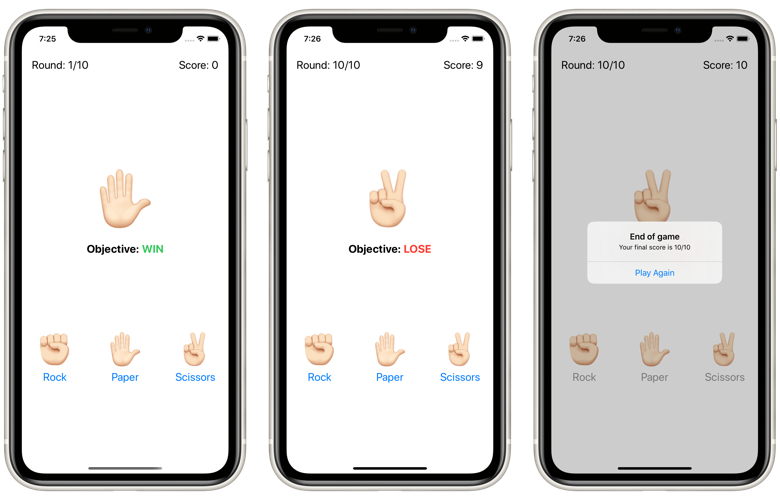 7:25
Round: 1/10 Score: 0
Objective: WIN
Rock Paper Scissors
7:26
Round: 10/10 Score: 9
Objective: LOSE
Rock Paper Scissors
7:26
Round: 10/10 Score: 10
End of game
Your final score is 10/10
Play Again
Rock Paper Scissors